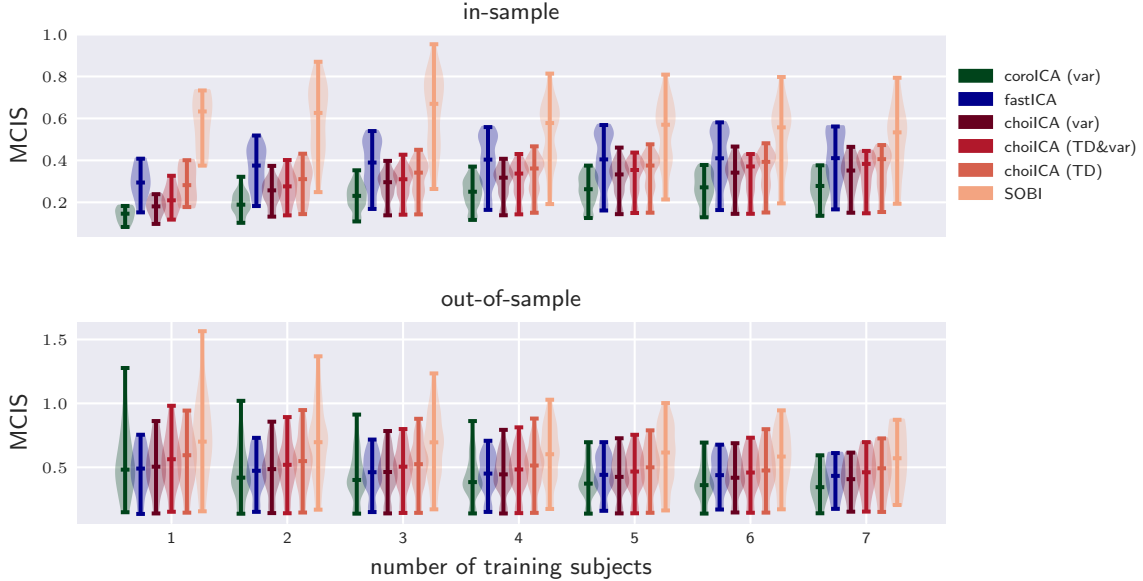 in-sample
1.0
0.8
0.6
0.4
0.2
MCIS
coroICA (var)
fastICA
choiICA (var)
choiICA (TD&var)
choiICA (TD)
SOBI
out-of-sample
1.5
1.0
0.5
MCIS
1 2 3 4 5 6 7
number of training subjects